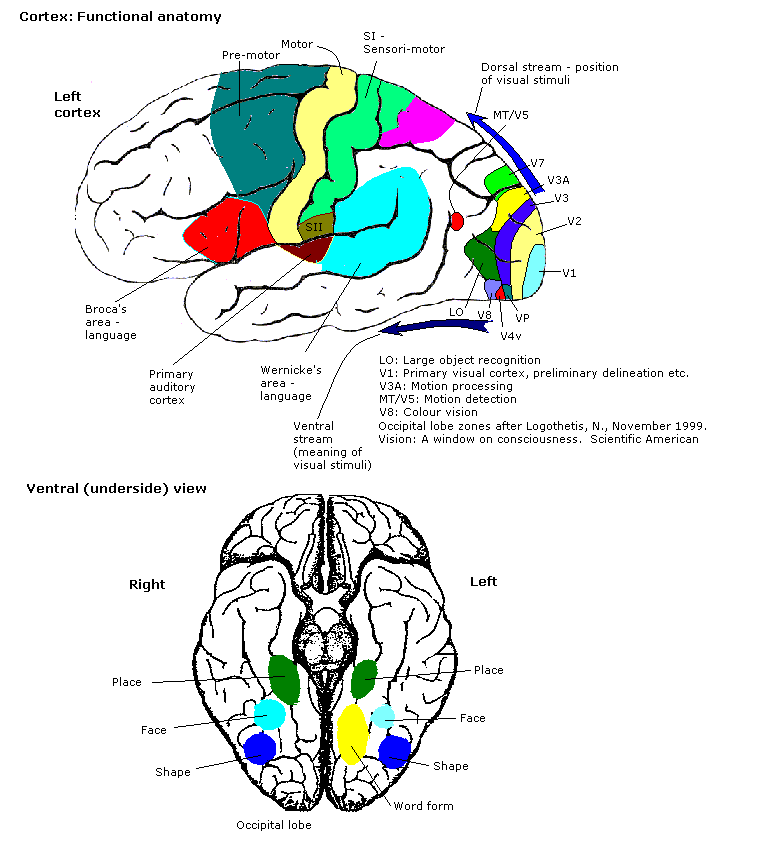 Cortex: Functional anatomy
SI -
Sensori-motor
Motor
Pre-motor
Dorsal stream - position
of visual stimuli
Left
cortex
MT/V5
V7
V3A
V3
V2
SII
V1
Broca's
area -
language
LO
V8
VP
V4v
Primary
auditory
cortex
Wernicke's
area -
language
LO: Large object recognition
V1: Primary visual cortex, preliminary delineation etc.
V3A: Motion processing
MT/V5: Motion detection
V8: Colour vision
Occipital lobe zones after Logothetis, N., November 1999.
Vision: A window on consciousness. Scientific American
Ventral
stream
(meaning of
visual stimuli)
Ventral (underside) view
Right
Left
Place
Place
Face
Face
Shape
Shape
Word form
Occipital lobe